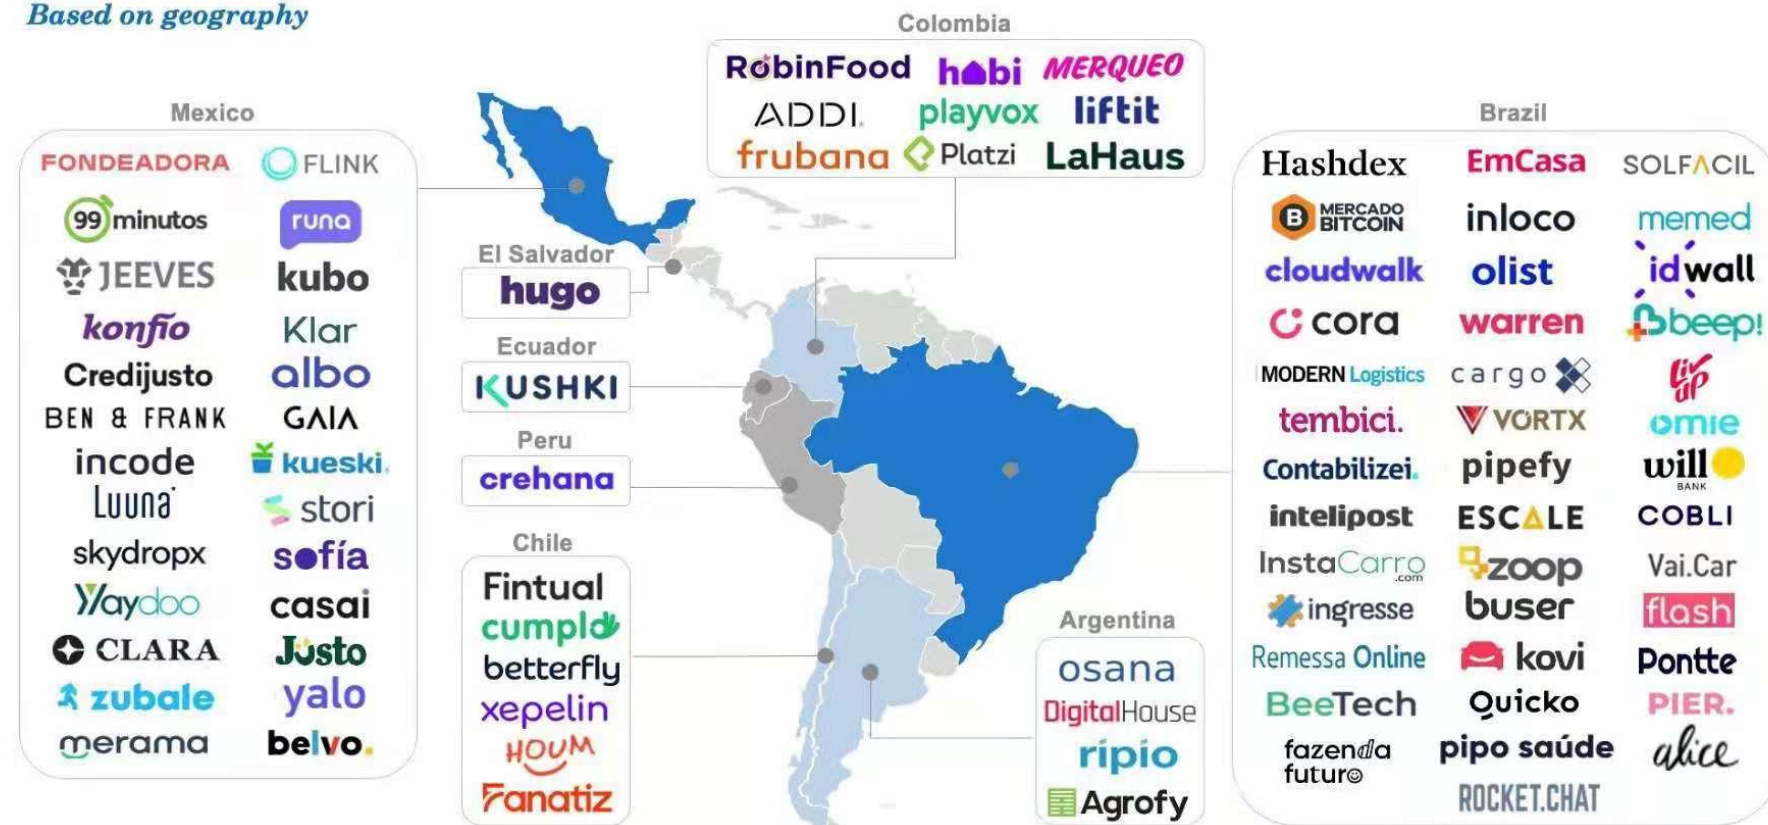 Based on geography
Colombia
RobinFood habi MERQUEO
ADDI. playvox liftit
frubana Platzi LaHaus
Mexico
FONDEADORA FLINK
99 minutos runa
JEEVES kubo
konfío Klar
Credijusto albo
BEN & FRANK GAIA
incode kueski.
Luuna stori
skydropx sofía
Yaydoo casai
CLARA Justo
zubale yalo
merama belvo.
El Salvador
hugo
Ecuador
KUSHKI
Peru
crehana
Chile
Fintual
cumplo
betterfly
xepelin
HOUM
Fanatiz
Argentina
osana
DigitalHouse
ripio
Agrofy
Brazil
Hashdex EmCasa SOLFACIL
B MERCADO BITCOIN inloco memed
cloudwalk olist idwall
cora warren beep!
MODERN Logistics cargo X Liv UP
tembici. VÓRTX omie
Contabilizei. pipefy will BANK
intelipost ESCALE COBLI
InstaCarro .com zoop Vai.Car
ingresse buser flash
Remessa Online kovi Pontte
BeeTech Quicko PIER.
fazenda futuro pipo saúde alice
ROCKET.CHAT